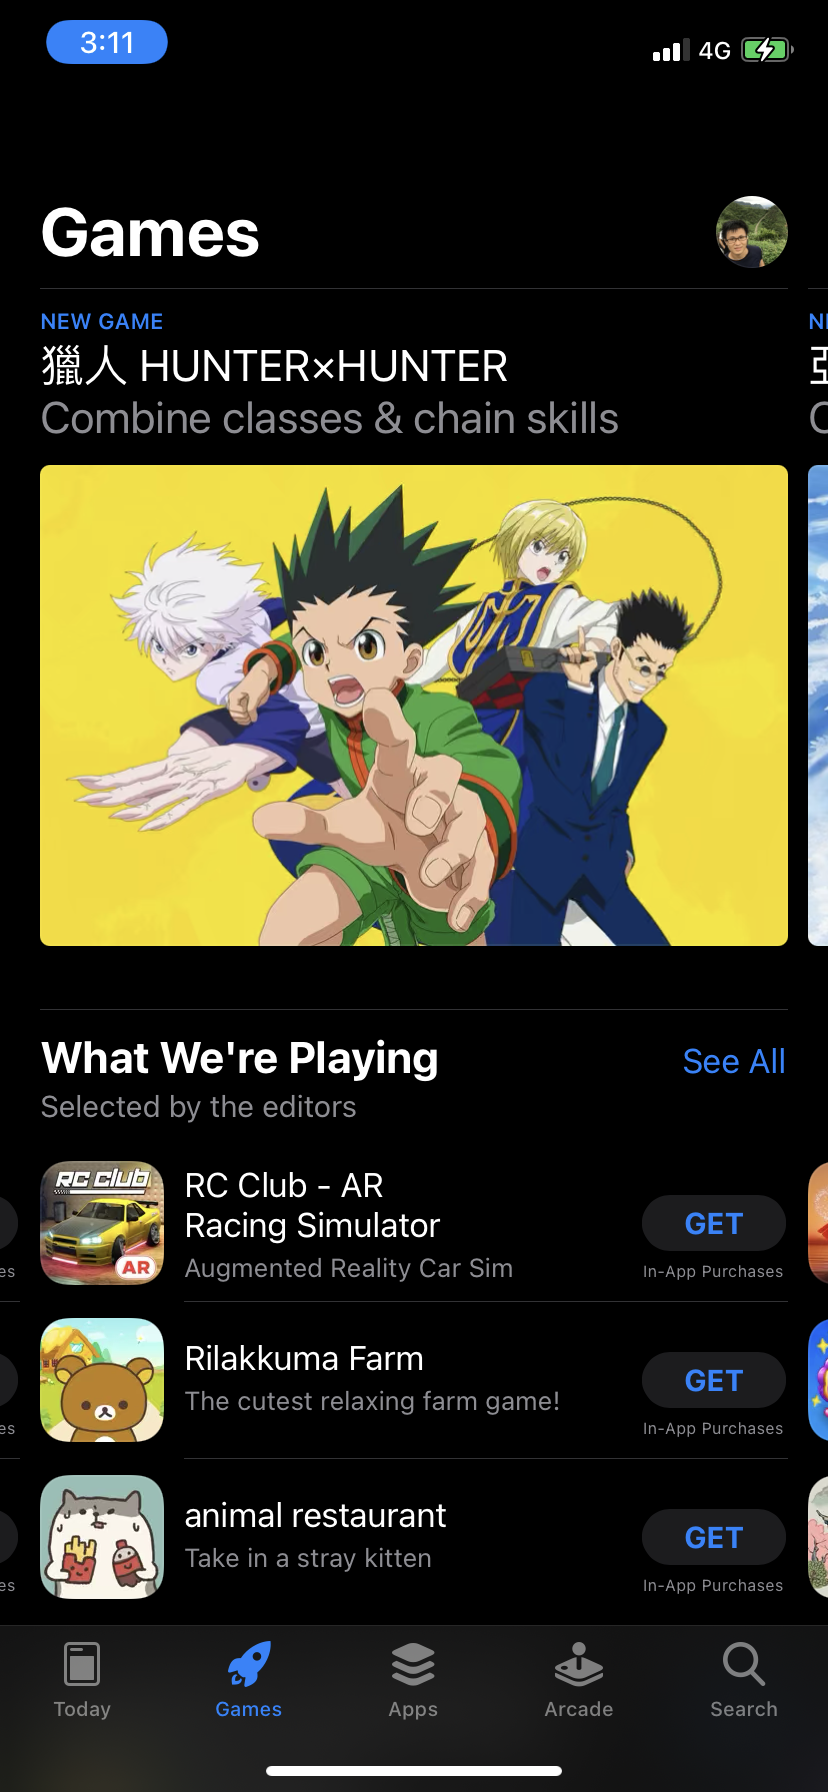 3:11
4G
Games
NEW GAME
獵人 HUNTER×HUNTER
Combine classes & chain skills
What We're Playing
See All
Selected by the editors
RC CLUB
AR
RC Club - AR
Racing Simulator
Augmented Reality Car Sim
GET
In-App Purchases
Rilakkuma Farm
The cutest relaxing farm game!
GET
In-App Purchases
animal restaurant
Take in a stray kitten
GET
In-App Purchases
Today
Games
Apps
Arcade
Search